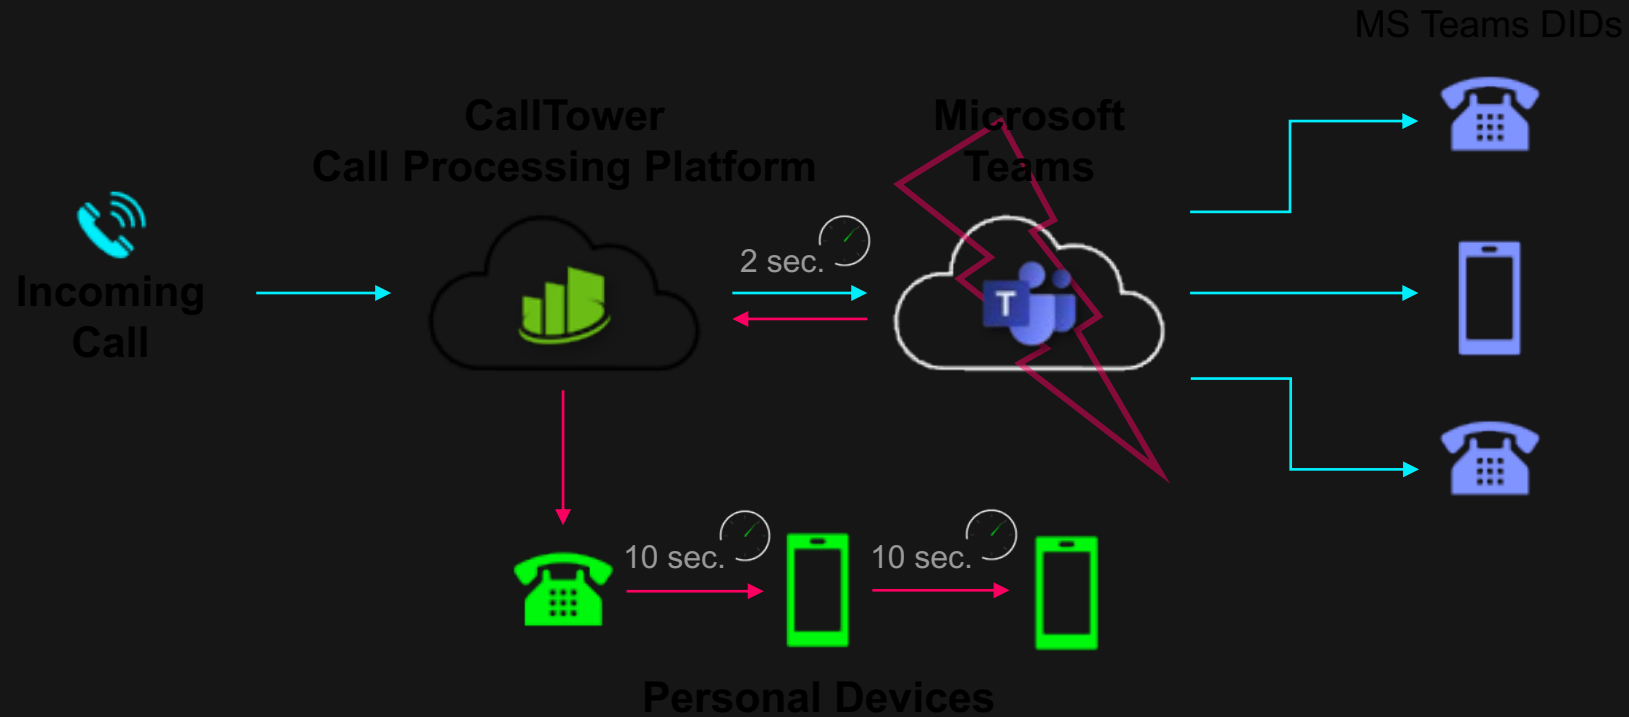 MS Teams DIDs
CallTower
Call Processing Platform
Microsoft
Teams
Incoming
Call
2 sec.
T
10 sec.
10 sec.
Personal Devices